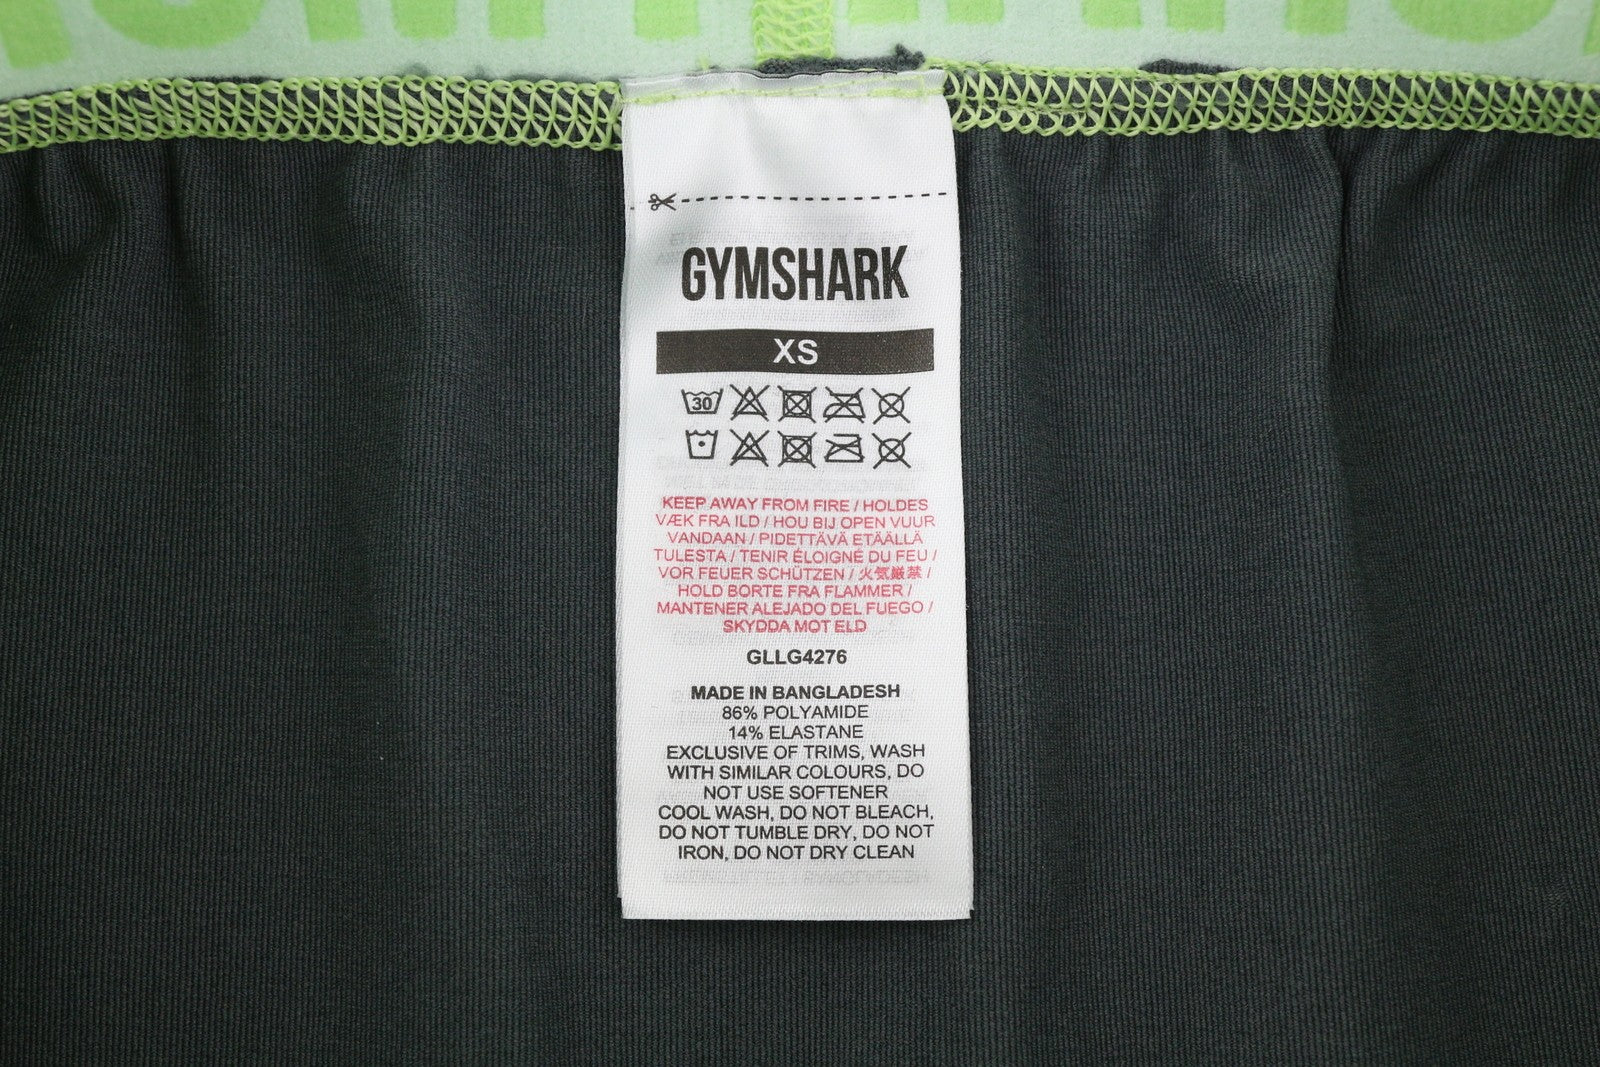 GYMSHARK
XS
30
KEEP AWAY FROM FIRE / HOLDES
VÆK FRA ILD / HOU BIJ OPEN VUUR
VANDAAN / PIDETTÄVÄ ETÄÄLLÄ
TULESTA / TENIR ÉLOIGNÉ DU FEU /
VOR FEUER SCHÜTZEN / 火気厳禁 /
HOLD BORTE FRA FLAMMER /
MANTENER ALEJADO DEL FUEGO /
SKYDDA MOT ELD
GLLG4276
MADE IN BANGLADESH
86% POLYAMIDE
14% ELASTANE
EXCLUSIVE OF TRIMS, WASH
WITH SIMILAR COLOURS, DO
NOT USE SOFTENER
COOL WASH, DO NOT BLEACH,
DO NOT TUMBLE DRY, DO NOT
IRON, DO NOT DRY CLEAN